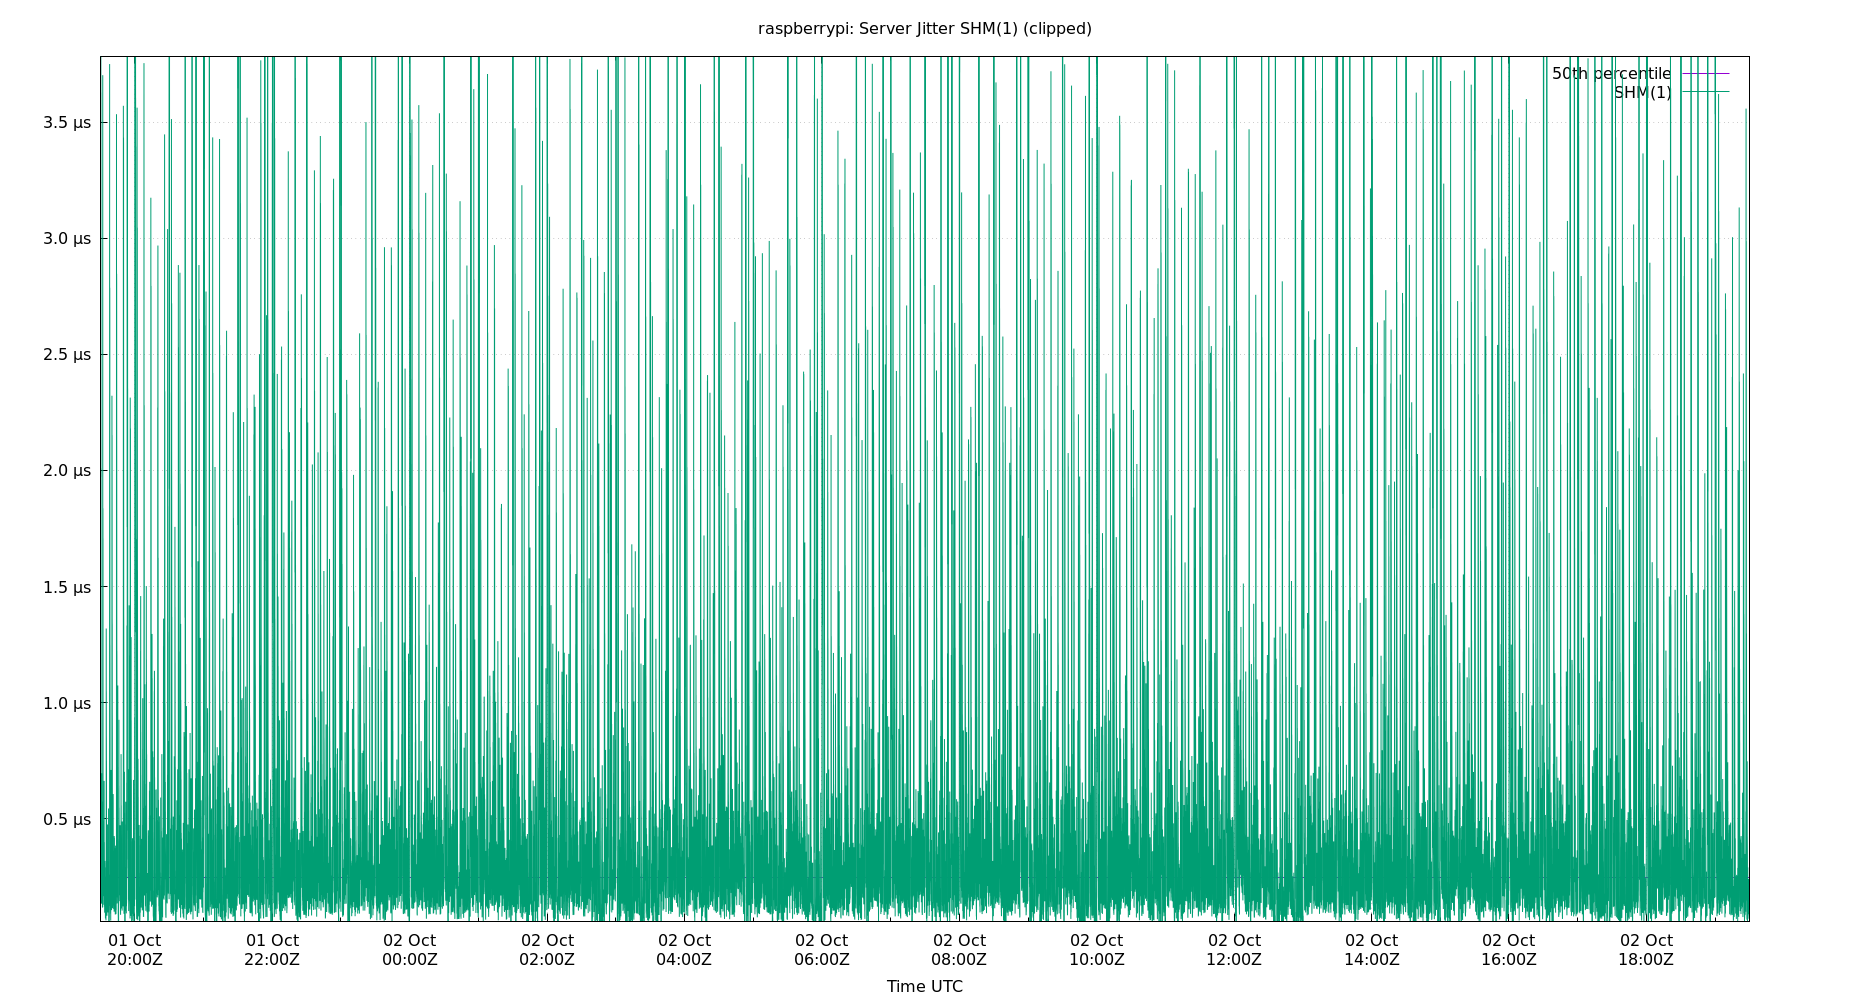 raspberrypi: Server Jitter SHM(1) (clipped)
50th percentile
SHM(1)
3.5 µs
3.0 µs
2.5 µs
2.0 µs
1.5 µs
1.0 µs
0.5 µs
01 Oct 01 Oct 02 Oct 02 Oct 02 Oct 02 Oct 02 Oct 02 Oct 02 Oct 02 Oct 02 Oct 02 Oct
20:00Z 22:00Z 00:00Z 02:00Z 04:00Z 06:00Z 08:00Z 10:00Z 12:00Z 14:00Z 16:00Z 18:00Z
Time UTC